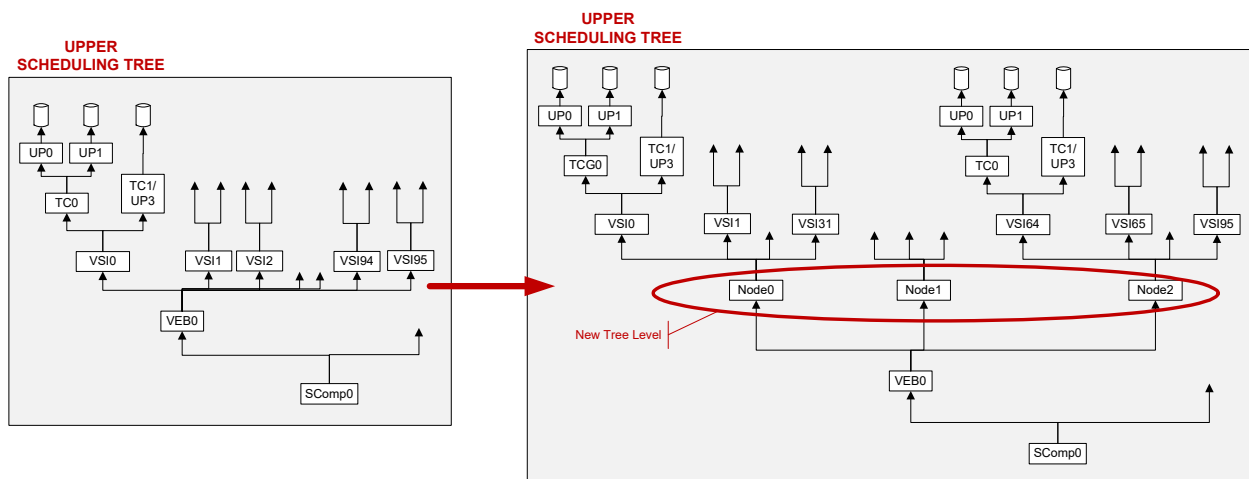 UPPER
SCHEDULING TREE
UP0
UP1
TC0
TC1/
UP3
VSI0
VSI1
VSI2
VSI94
VSI95
VEB0
SComp0
UPPER
SCHEDULING TREE
UP0
UP1
TCG0
TC1/
UP3
VSI0
VSI1
VSI31
UP0
UP1
TC0
TC1/
UP3
VSI64
VSI65
VSI95
Node0
Node1
Node2
New Tree Level
VEB0
SComp0